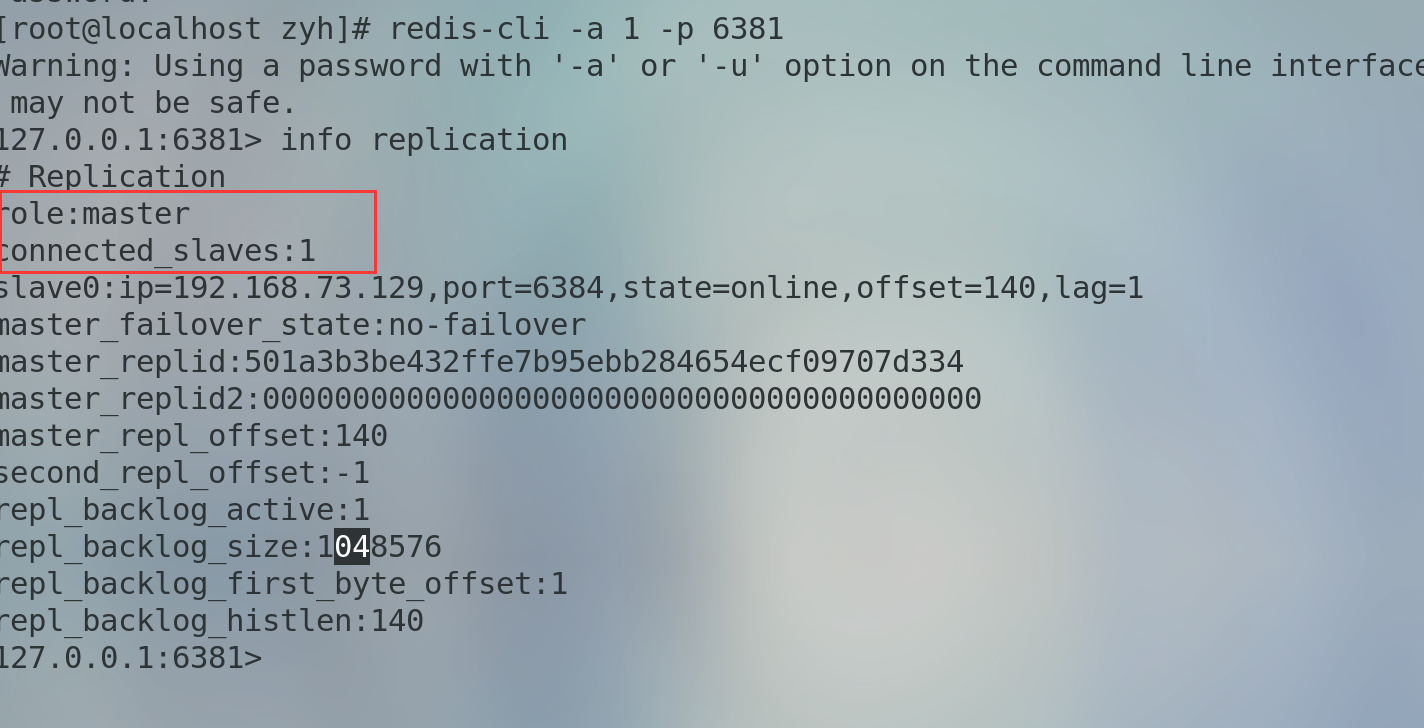 [root@localhost zyh]# redis-cli -a 1 -p 6381
Warning: Using a password with '-a' or '-u' option on the command line interface
may not be safe.
127.0.0.1:6381> info replication
# Replication
role:master
connected_slaves:1
slave0:ip=192.168.73.129,port=6384,state=online,offset=140,lag=1
master_failover_state:no-failover
master_replid:501a3b3be432ffe7b95ebb284654ecf09707d334
master_replid2:0000000000000000000000000000000000000000
master_repl_offset:140
second_repl_offset:-1
repl_backlog_active:1
repl_backlog_size:1048576
repl_backlog_first_byte_offset:1
repl_backlog_histlen:140
127.0.0.1:6381>